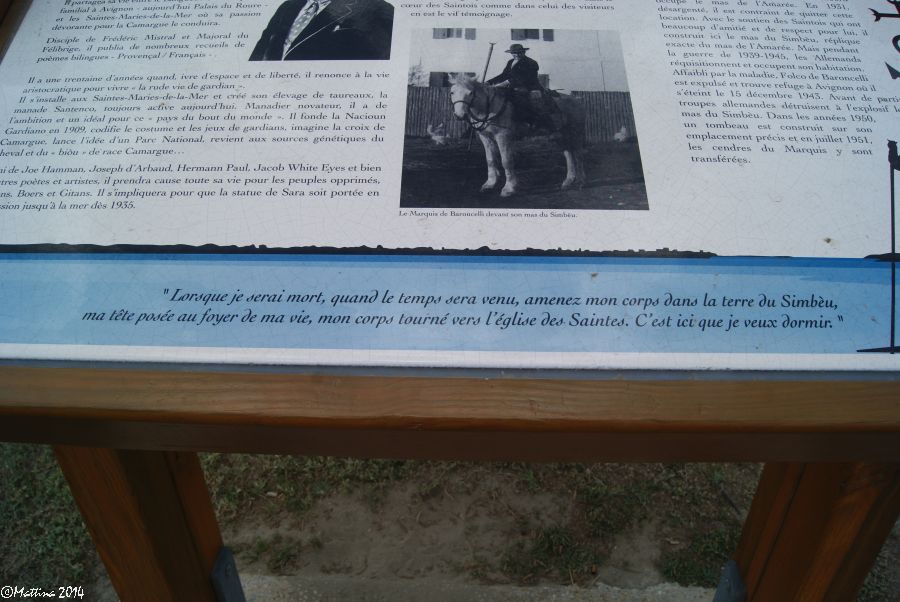 familial à Avignon - aujourd'hui Palais du Roure -
et les Saintes-Maries-de-la-Mer où sa passion
dévorante pour la Camargue le conduira.
Disciple de Frédéric Mistral et Majoral du
Félibrige, il publia de nombreux recueils de
poèmes bilingues - Provençal / Français -
Il a une trentaine d'années quand, ivre d'espace et de liberté, il renonce à la vie
aristocratique pour vivre « la rude vie de gardian ».
Il s'installe aux Saintes-Maries-de-la-Mer et créé son élevage de taureaux, la
manade Santenco, toujours active aujourd'hui. Manadier novateur, il a de
l'ambition et un idéal pour ce « pays du bout du monde ». Il fonde la Nacioun
Gardiano en 1909, codifie le costume et les jeux de gardians, imagine la croix de
Camargue, lance l'idée d'un Parc National, revient aux sources génétiques du
heval et du « biòu » de race Camargue…
mi de Joe Hamman, Joseph d'Arbaud, Hermann Paul, Jacob White Eyes et bien
tres poètes et artistes, il prendra cause toute sa vie pour les peuples opprimés,
ns, Boers et Gitans. Il s'impliquera pour que la statue de Sara soit portée en
ssion jusqu'à la mer dès 1935.
cœur des Saintois comme dans celui des visiteurs
en est le vif témoignage.
Le Marquis de Baroncelli devant son mas du Simbèu.
occupe le mas de l'Amarée. En 1931,
désargenté, il est contraint de quitter cette
location. Avec le soutien des Saintois qui ont
beaucoup d'amitié et de respect pour lui, il
construit ici le mas du Simbèu, réplique
exacte du mas de l'Amarée. Mais pendant
la guerre de 1939-1945, les Allemands
réquisitionnent et occupent son habitation.
Affaibli par la maladie, Folco de Baroncelli
est expulsé et trouve refuge à Avignon où il
s'éteint le 15 décembre 1943. Avant de partir
troupes allemandes détruisent à l'explosif le
mas du Simbèu. Dans les années 1950,
un tombeau est construit sur son
emplacement précis et en juillet 1951,
les cendres du Marquis y sont
transférées.
"Lorsque je serai mort, quand le temps sera venu, amenez mon corps dans la terre du Simbèu,
ma tête posée au foyer de ma vie, mon corps tourné vers l'église des Saintes. C'est ici que je veux dormir. "
©Mattina 2014